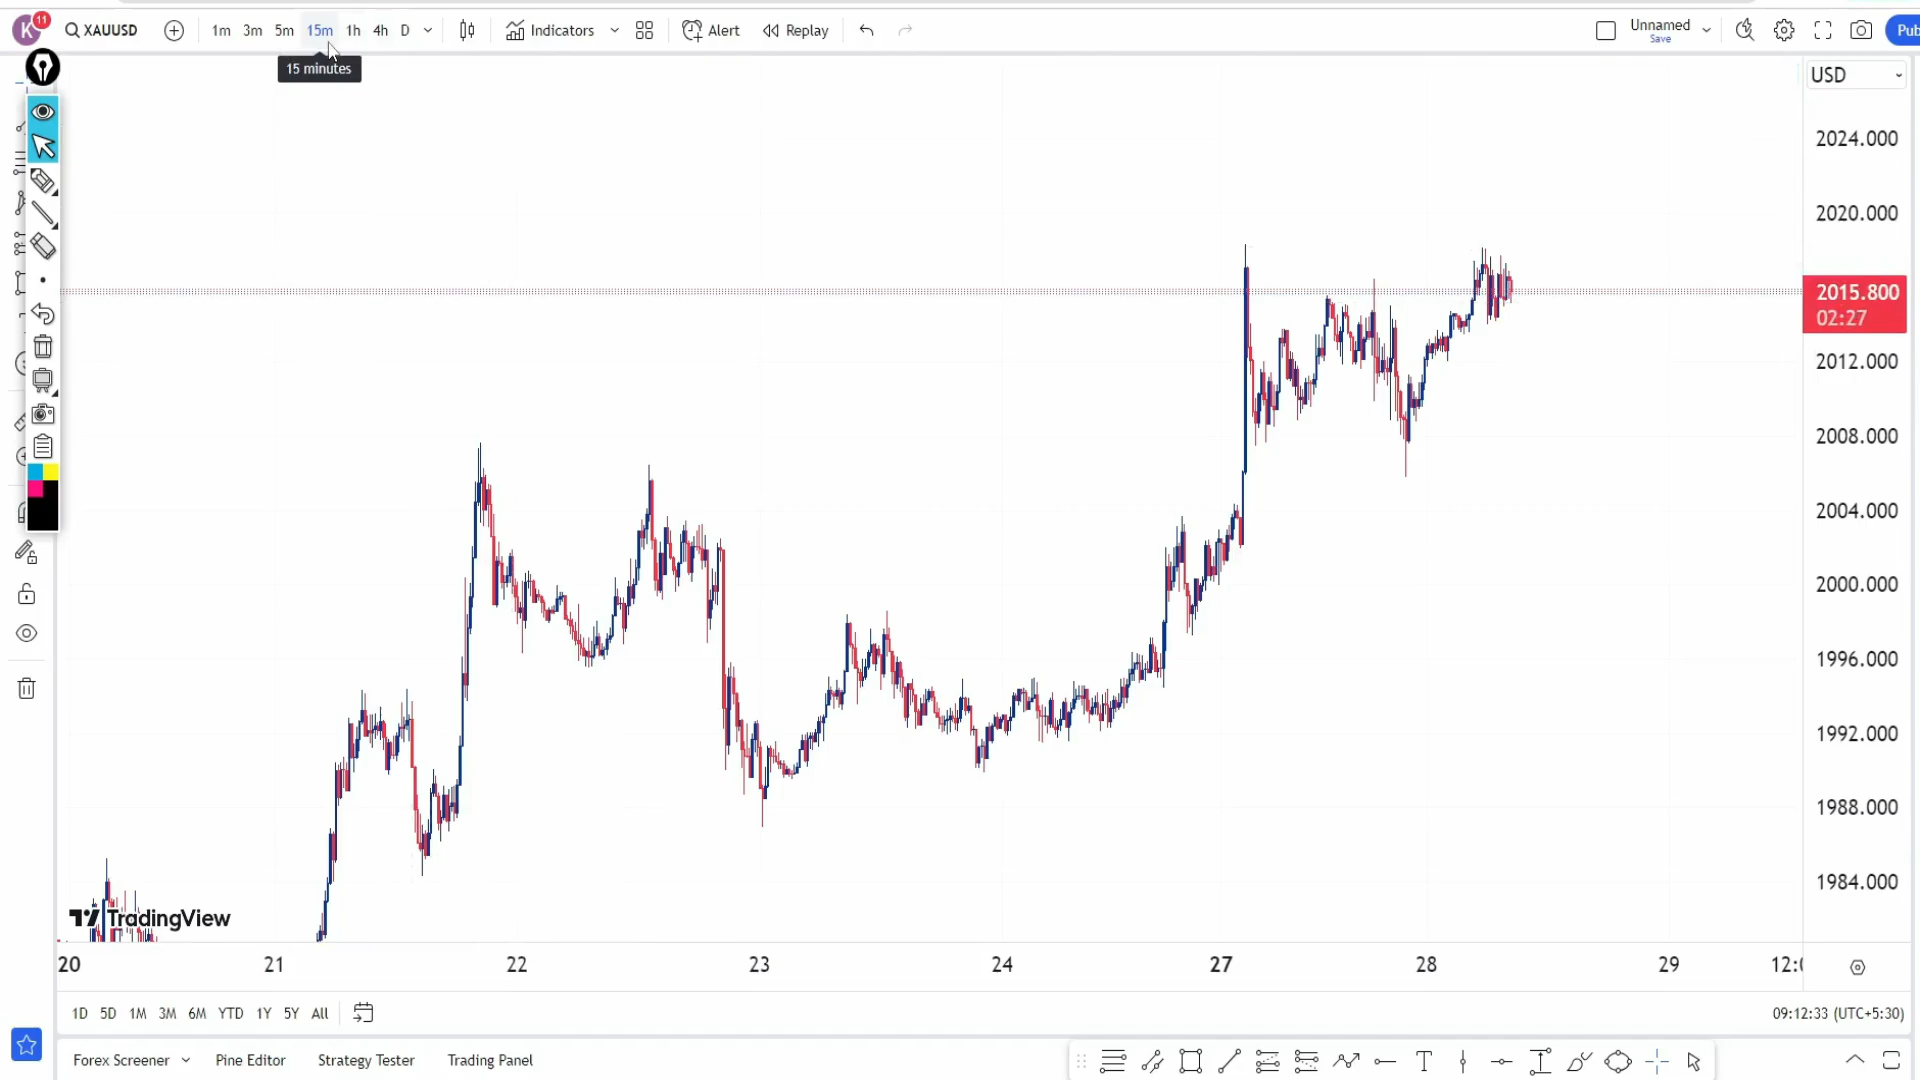 K 11 XAUUSD 1m 3m 5m 15m 1h 4h D Indicators Alert Replay Unnamed Save Pub
15 minutes
USD
2024.000
2020.000
2015.800
02:27
2012.000
2008.000
2004.000
2000.000
1996.000
1992.000
1988.000
1984.000
TradingView
20 21 22 23 24 27 28 29 12:0
1D 5D 1M 3M 6M YTD 1Y 5Y All 09:12:33 (UTC+5:30)
Forex Screener Pine Editor Strategy Tester Trading Panel